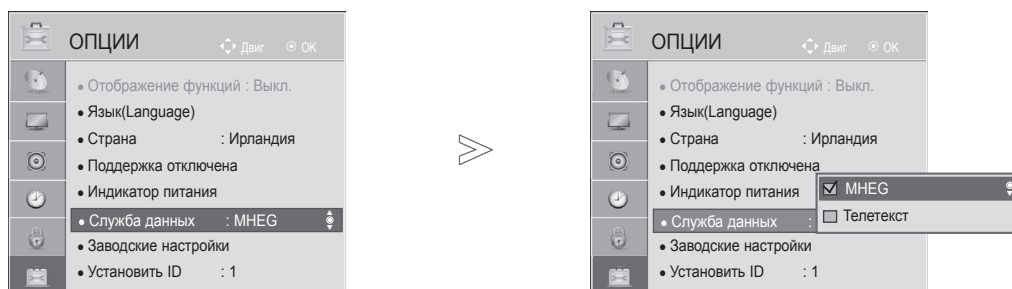 ОПЦИИ Двиг OK
• Отображение функций : Выкл.
• Язык(Language)
• Страна : Ирландия
• Поддержка отключена
• Индикатор питания
• Служба данных : MHEG
• Заводские настройки
• Установить ID : 1
ОПЦИИ Двиг OK
• Отображение функций : Выкл.
• Язык(Language)
• Страна : Ирландия
• Поддержка отключена
• Индикатор питания
• Служба данных :
• Заводские настройки
• Установить ID : 1
MHEG
Телетекст